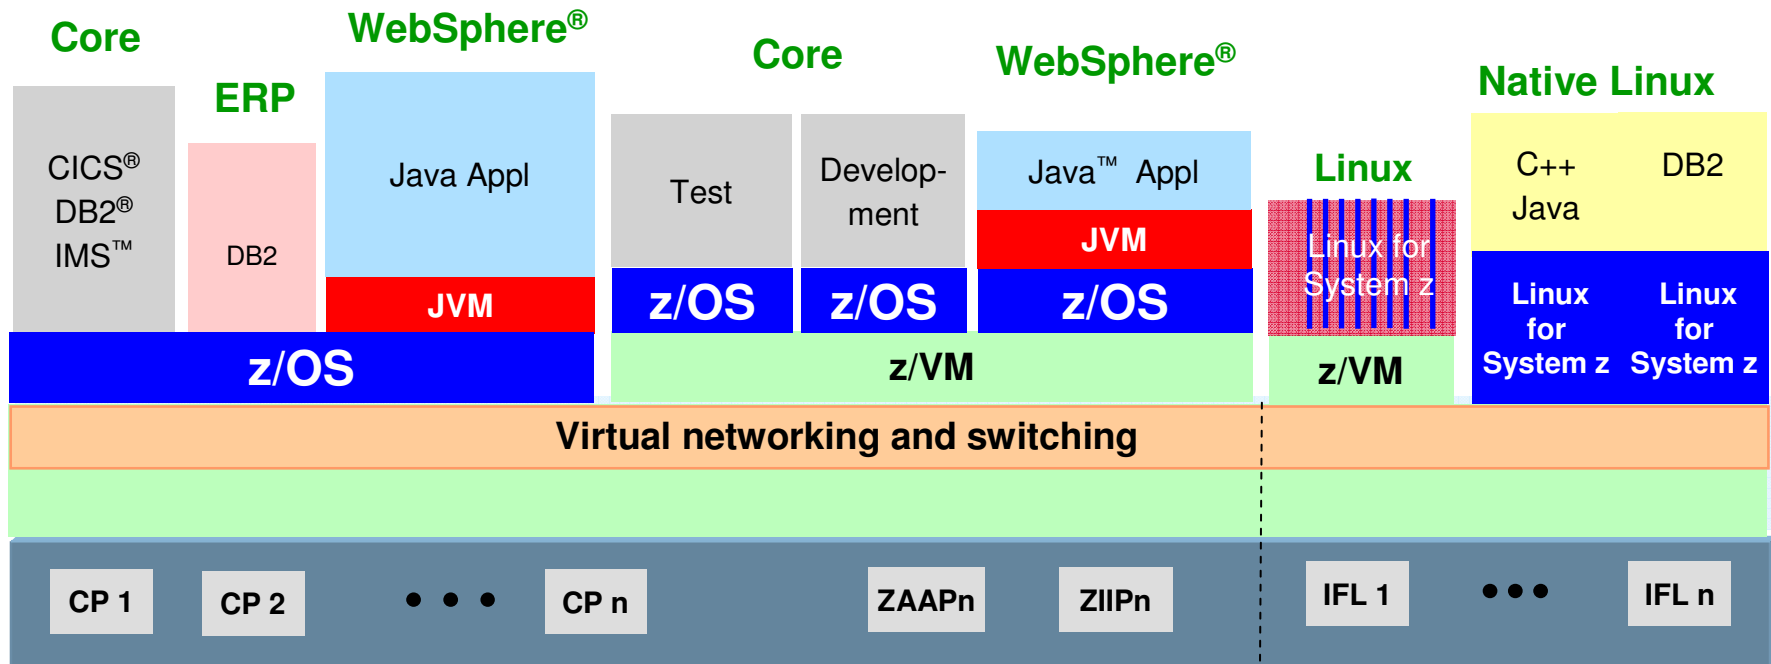 Core
WebSphere®
ERP
Core
WebSphere®
Linux
Native Linux
CICS®
DB2®
IMS™
DB2
Java Appl
JVM
z/OS
Test
z/OS
Develop-
ment
z/OS
Java™ Appl
JVM
z/OS
z/VM
Linux for
System z
z/VM
C++
Java
Linux
for
System z
DB2
Linux
for
System z
Virtual networking and switching
CP 1
CP 2
• • •
CP n
ZAAPn
ZIIPn
IFL 1
•••
IFL n